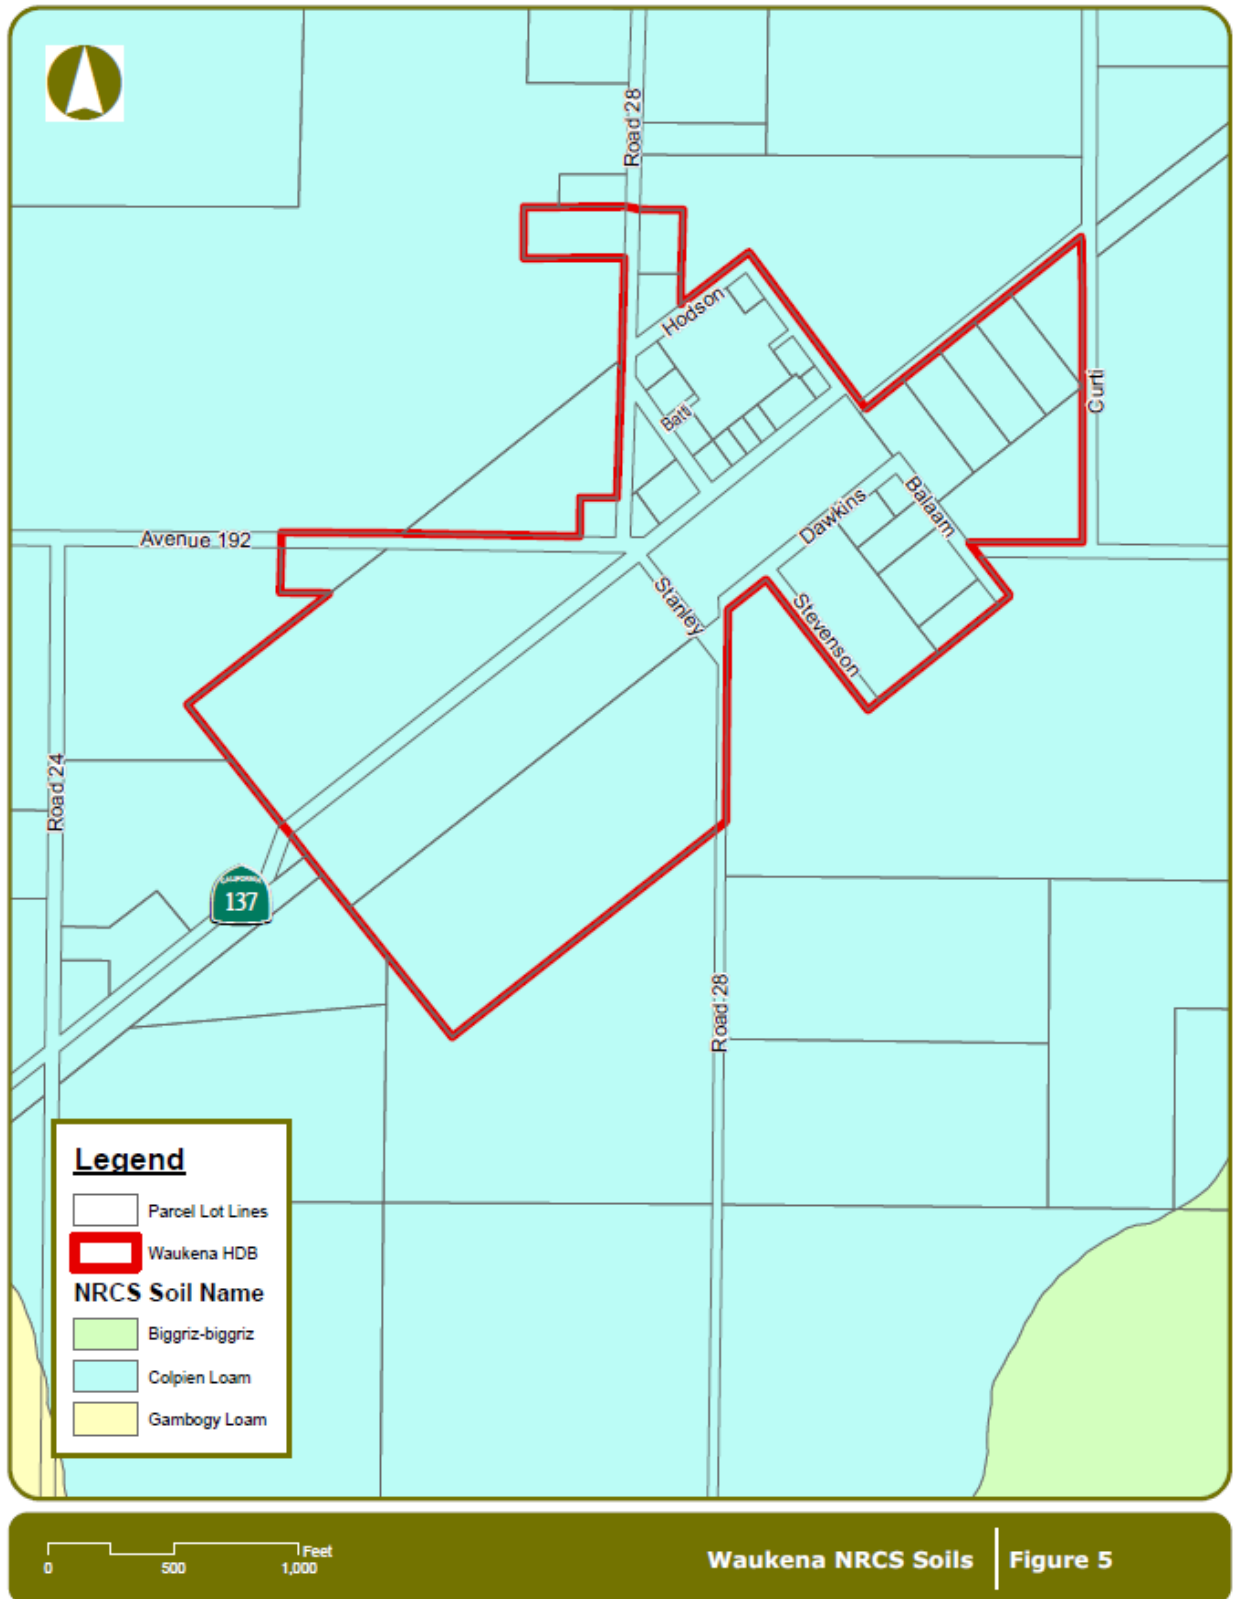 Road 28
Hodson
Curti
Batti
Balaam
Dawkins
Avenue 192
Stanley
Stevenson
Road 24
CALIFORNIA
137
Road 28
Legend
Parcel Lot Lines
Waukena HDB
NRCS Soil Name
Biggriz-biggriz
Colpien Loam
Gambogy Loam
Feet
0 500 1,000
Waukena NRCS Soils Figure 5